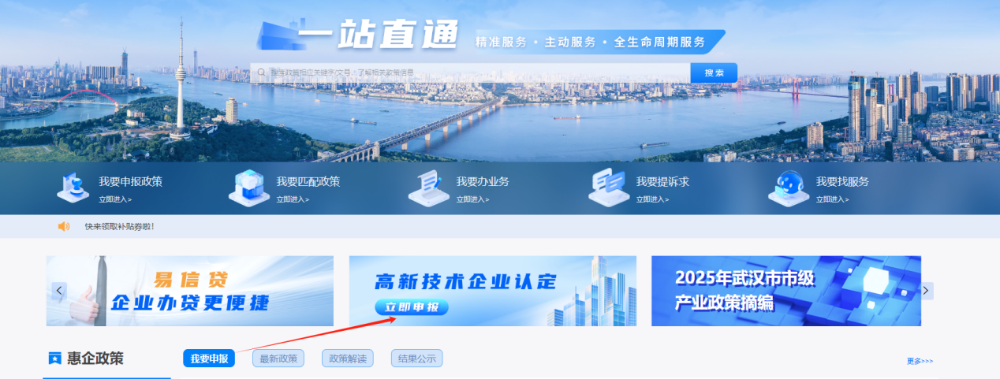 一站直通
精准服务 · 主动服务 · 全生命周期服务
搜索政策相应关键字/文号，了解相关政策信息
搜 索
我要申报政策
立即进入>
我要匹配政策
立即进入>
我要办业务
立即进入>
我要提诉求
立即进入>
我要找服务
立即进入>
快来领取补贴券啦!
易信贷
企业办贷更便捷
高新技术企业认定
立即申报
2025年武汉市市级
产业政策摘编
惠企政策
我要申报
最新政策
政策解读
结果公示
更多>>>